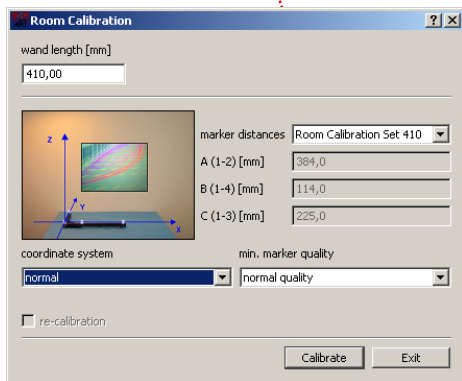 Room Calibration
wand length [mm]
410,00
marker distances Room Calibration Set 410
A (1-2) [mm] 384,0
B (1-4) [mm] 114,0
C (1-3) [mm] 225,0
Z
Y
X
coordinate system min. marker quality
normal normal quality
re-calibration
Calibrate Exit